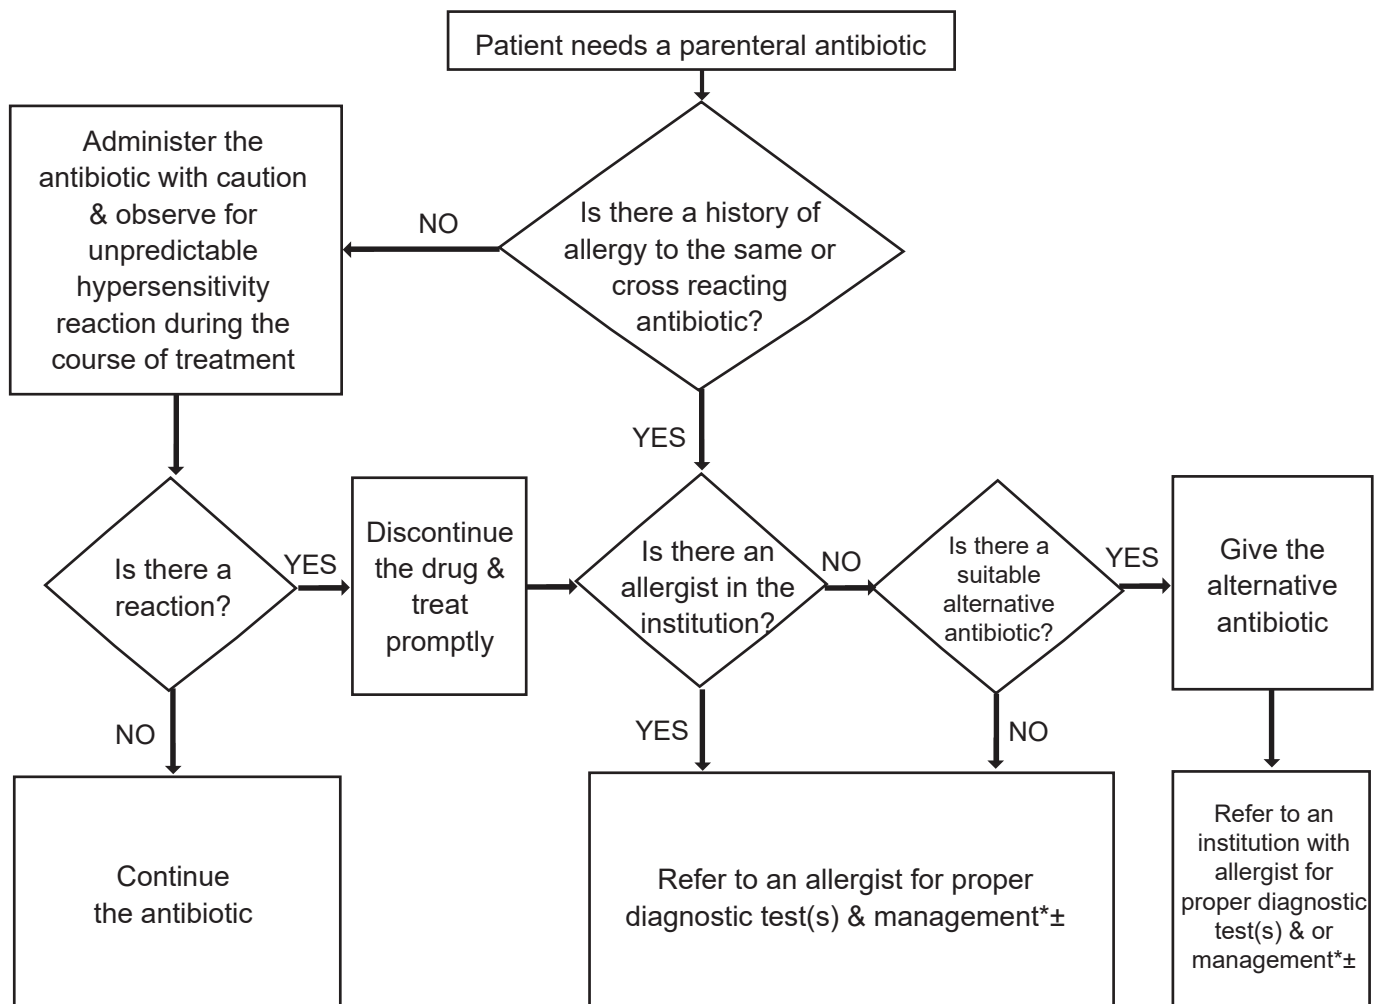 Patient needs a parenteral antibiotic
Administer the
antibiotic with caution
& observe for
unpredictable
hypersensitivity
reaction during the
course of treatment
NO
Is there a history of
allergy to the same or
cross reacting
antibiotic?
YES
Is there a
reaction?
YES
Discontinue
the drug &
treat
promptly
Is there an
allergist in the
institution?
NO
Is there a
suitable
alternative
antibiotic?
YES
Give the
alternative
antibiotic
NO
YES
NO
Continue
the antibiotic
Refer to an allergist for proper
diagnostic test(s) & management*±
Refer to an
institution with
allergist for
proper diagnostic
test(s) & or
management*±